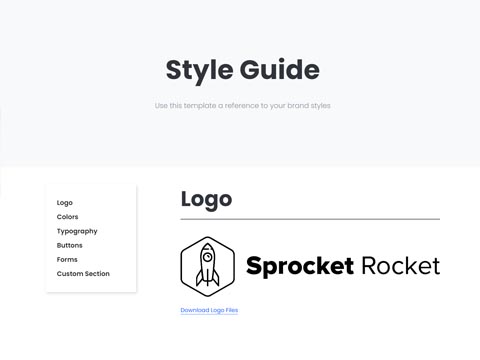 Style Guide
Use this template a reference to your brand styles
Logo
Colors
Typography
Buttons
Forms
Custom Section
Logo
Sprocket Rocket
Download Logo Files